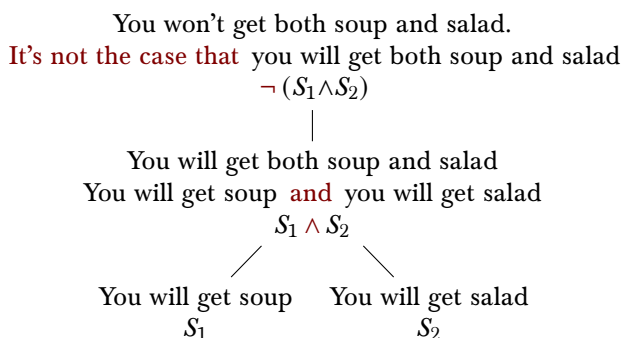 You won’t get both soup and salad.
It's not the case that you will get both soup and salad
¬ (S₁∧S₂)
You will get both soup and salad
You will get soup and you will get salad
S₁ ∧ S₂
You will get soup You will get salad
S₁ S₂